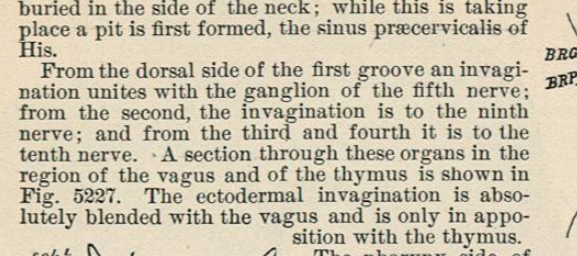 buried in the side of the neck; while this is taking
place a pit is first formed, the sinus præcervicalis of
His.
From the dorsal side of the first groove an invagi-
nation unites with the ganglion of the fifth nerve;
from the second, the invagination is to the ninth
nerve; and from the third and fourth it is to the
tenth nerve. A section through these organs in the
region of the vagus and of the thymus is shown in
Fig. 5227. The ectodermal invagination is abso-
lutely blended with the vagus and is only in appo-
sition with the thymus.
The pharynx side of
BRC
BRP